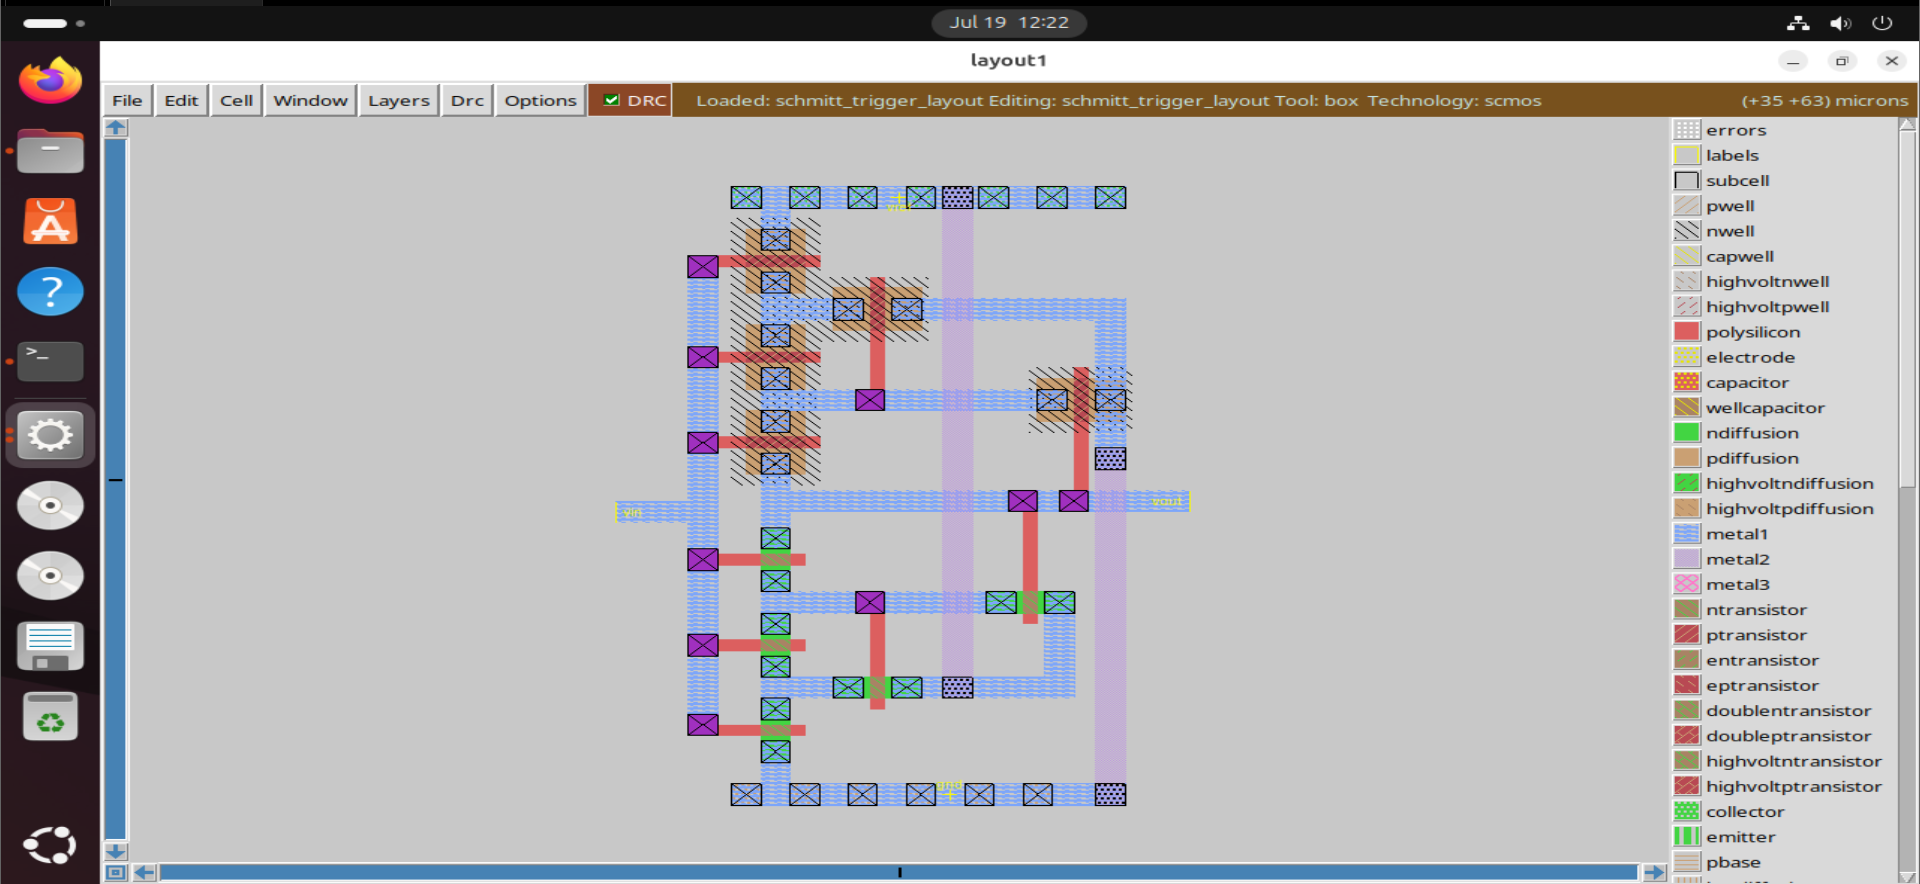 Jul 19 12:22
layout1
File Edit Cell Window Layers Drc Options DRC Loaded: schmitt_trigger_layout Editing: schmitt_trigger_layout Tool: box Technology: scmos (+35 +63) microns
errors
labels
subcell
pwell
nwell
capwell
highvoltnwell
highvoltpwell
polysilicon
electrode
capacitor
wellcapacitor
ndiffusion
pdiffusion
highvoltndiffusion
highvoltpdiffusion
metal1
metal2
metal3
ntransistor
ptransistor
entransistor
eptransistor
doublentransistor
doubleptransistor
highvoltntransistor
highvoltptransistor
collector
emitter
pbase
vin
vout
gnd